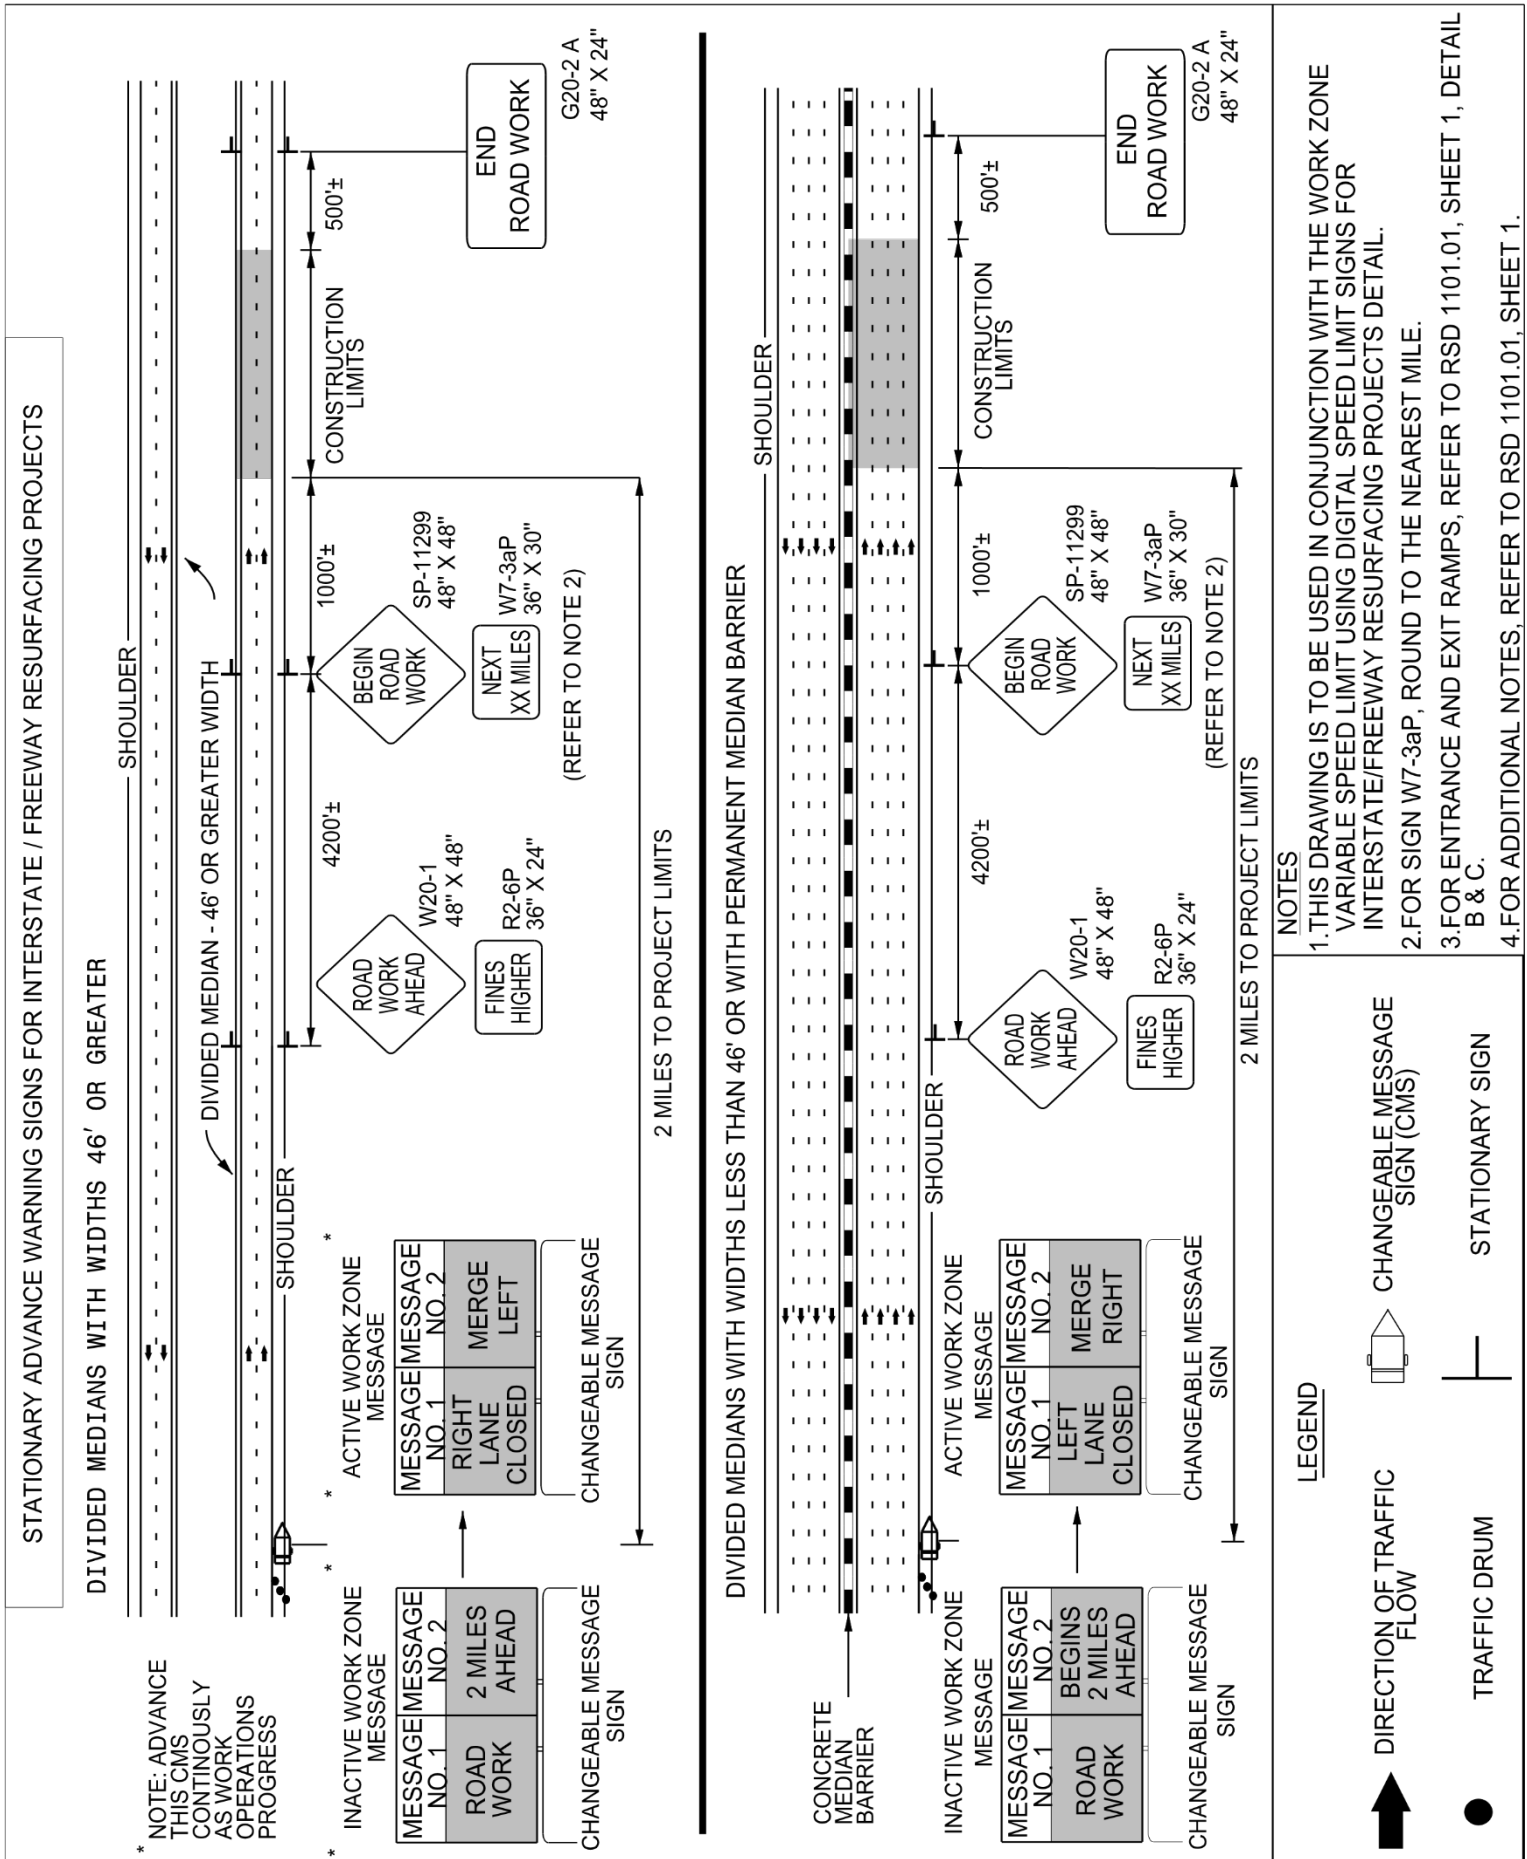 STATIONARY ADVANCE WARNING SIGNS FOR INTERSTATE / FREEWAY RESURFACING PROJECTS
DIVIDED MEDIANS WITH WIDTHS 46' OR GREATER
* NOTE: ADVANCE
THIS CMS
CONTINOUSLY
AS WORK
OPERATIONS
PROGRESS
SHOULDER
DIVIDED MEDIAN - 46' OR GREATER WIDTH
SHOULDER
* INACTIVE WORK ZONE *
MESSAGE
MESSAGE NO. 1
MESSAGE NO. 2
ROAD
WORK
2 MILES
AHEAD
CHANGEABLE MESSAGE
SIGN
* ACTIVE WORK ZONE *
MESSAGE
MESSAGE NO. 1
MESSAGE NO. 2
RIGHT
LANE
CLOSED
MERGE
LEFT
CHANGEABLE MESSAGE
SIGN
4200'±
1000'±
CONSTRUCTION
LIMITS
500'±
ROAD
WORK
AHEAD
W20-1
48" X 48"
FINES
HIGHER
R2-6P
36" X 24"
BEGIN
ROAD
WORK
SP-11299
48" X 48"
NEXT
XX MILES
W7-3aP
36" X 30"
(REFER TO NOTE 2)
END
ROAD WORK
G20-2 A
48" X 24"
2 MILES TO PROJECT LIMITS
DIVIDED MEDIANS WITH WIDTHS LESS THAN 46' OR WITH PERMANENT MEDIAN BARRIER
SHOULDER
CONCRETE
MEDIAN
BARRIER
SHOULDER
INACTIVE WORK ZONE
MESSAGE
MESSAGE NO. 1
MESSAGE NO. 2
ROAD
WORK
BEGINS
2 MILES
AHEAD
CHANGEABLE MESSAGE
SIGN
ACTIVE WORK ZONE
MESSAGE
MESSAGE NO. 1
MESSAGE NO. 2
LEFT
LANE
CLOSED
MERGE
RIGHT
CHANGEABLE MESSAGE
SIGN
4200'±
1000'±
CONSTRUCTION
LIMITS
500'±
ROAD
WORK
AHEAD
W20-1
48" X 48"
FINES
HIGHER
R2-6P
36" X 24"
BEGIN
ROAD
WORK
SP-11299
48" X 48"
NEXT
XX MILES
W7-3aP
36" X 30"
(REFER TO NOTE 2)
END
ROAD WORK
G20-2 A
48" X 24"
2 MILES TO PROJECT LIMITS
LEGEND
DIRECTION OF TRAFFIC
FLOW
CHANGEABLE MESSAGE
SIGN (CMS)
TRAFFIC DRUM
STATIONARY SIGN
NOTES
1.THIS DRAWING IS TO BE USED IN CONJUNCTION WITH THE WORK ZONE
VARIABLE SPEED LIMIT USING DIGITAL SPEED LIMIT SIGNS FOR
INTERSTATE/FREEWAY RESURFACING PROJECTS DETAIL.
2.FOR SIGN W7-3aP, ROUND TO THE NEAREST MILE.
3.FOR ENTRANCE AND EXIT RAMPS, REFER TO RSD 1101.01, SHEET 1, DETAIL
B & C.
4.FOR ADDITIONAL NOTES, REFER TO RSD 1101.01, SHEET 1.